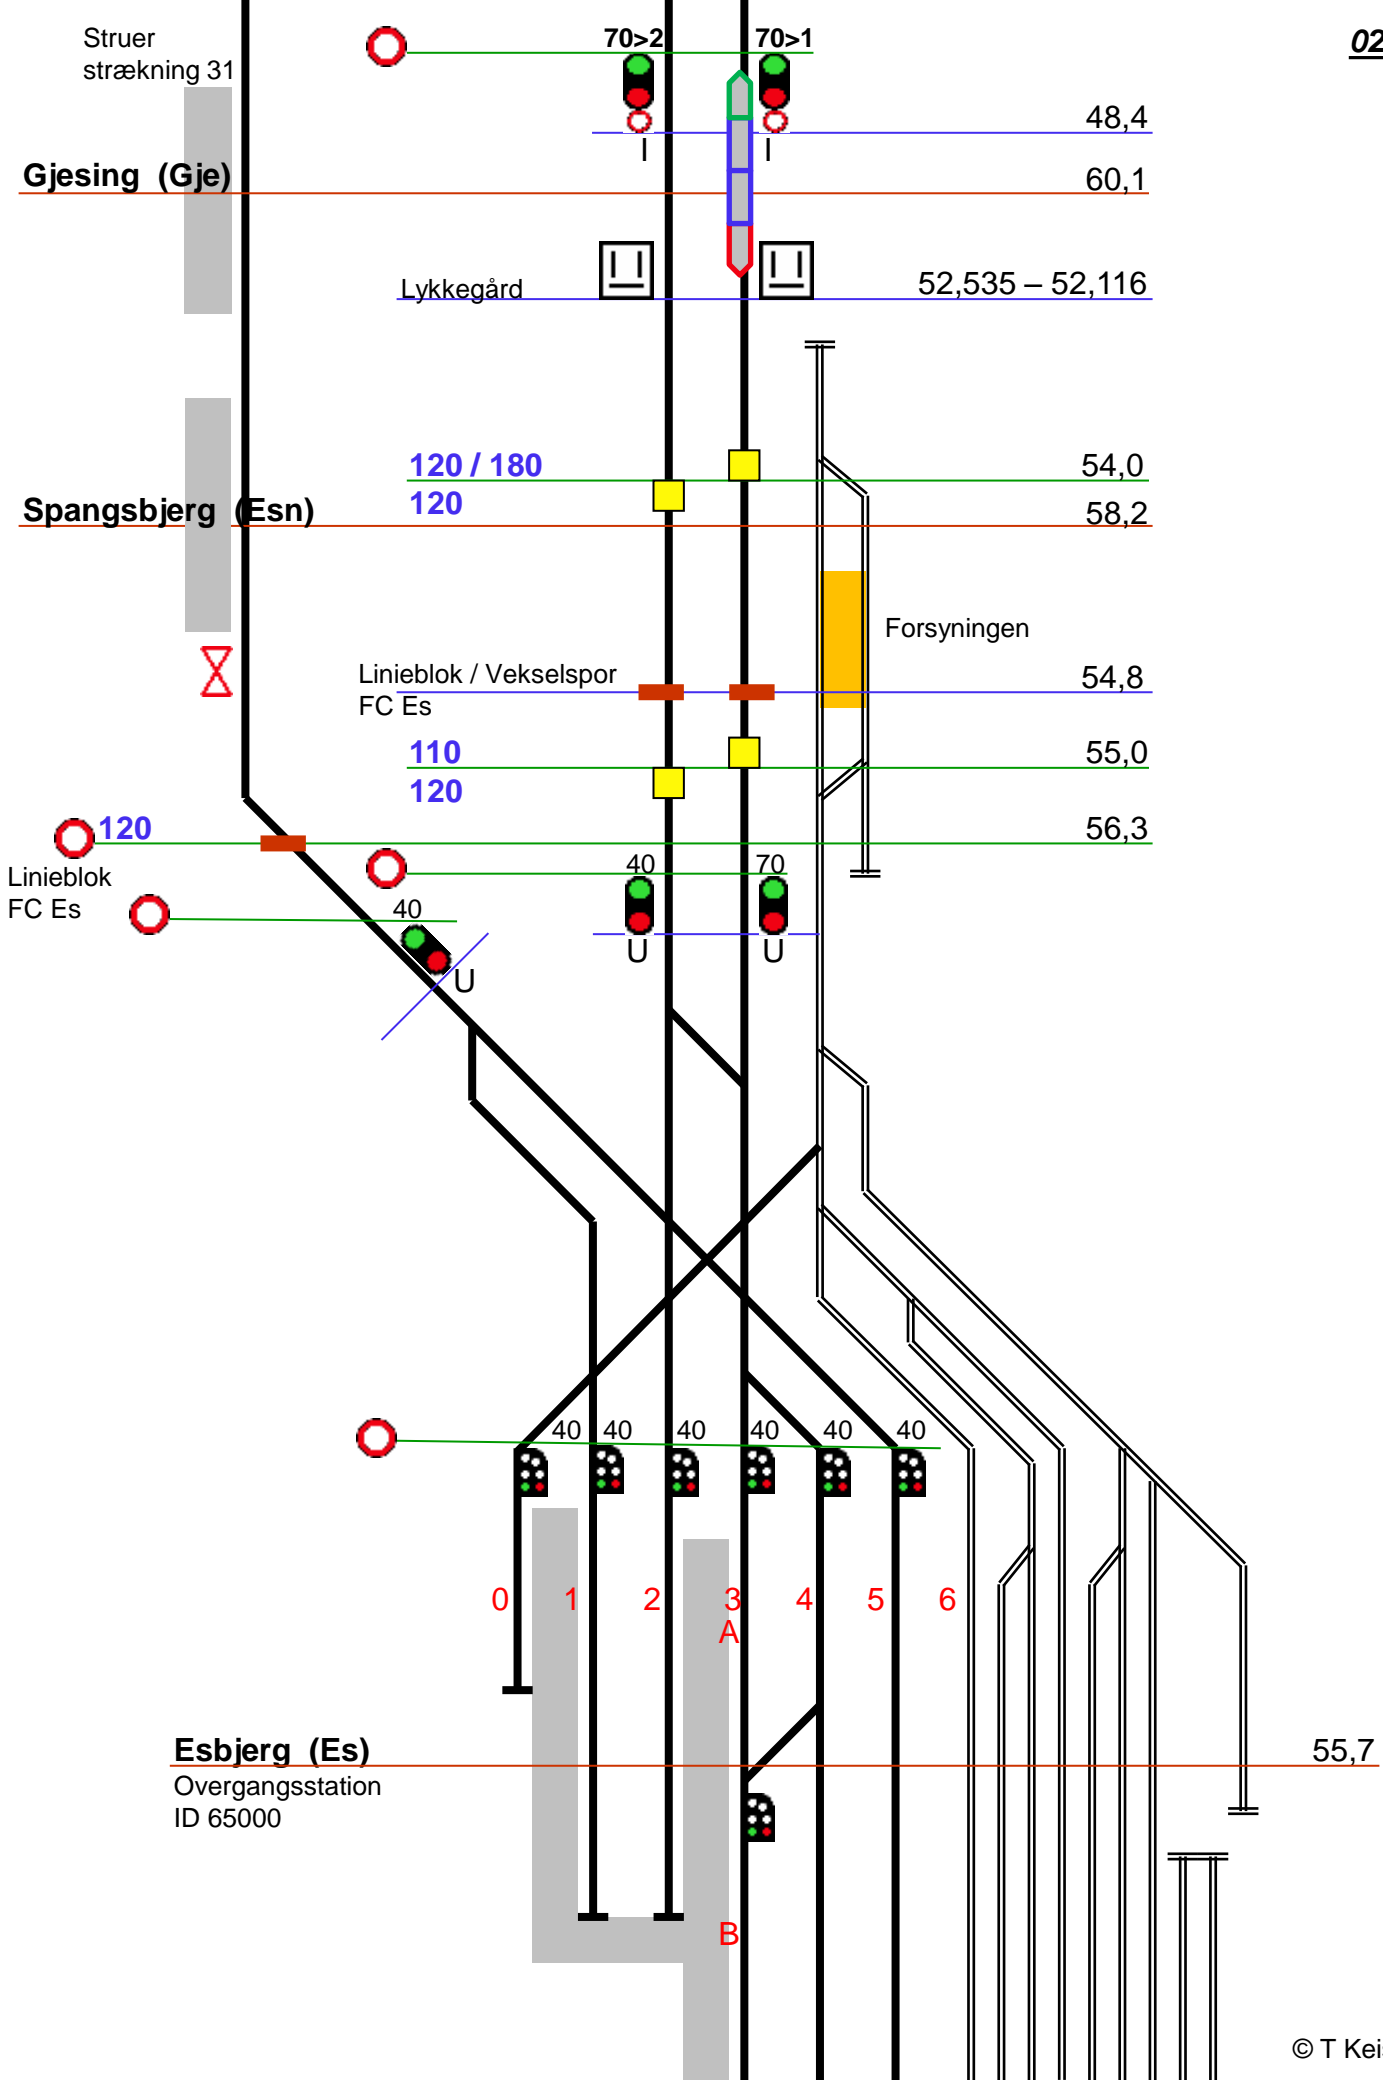 Struer
strækning 31
70>2
70>1
02
48,4
I
I
Gjesing (Gje)
60,1
Lykkegård
52,535 – 52,116
120 / 180
54,0
120
Spangsbjerg (Esn)
58,2
Forsyningen
Linieblok / Vekselspor
FC Es
54,8
110
55,0
120
120
56,3
Linieblok
FC Es
40
70
40
U
U
U
40
40
40
40
40
40
0
1
2
3
4
5
6
A
Esbjerg (Es)
55,7
Overgangsstation
ID 65000
B